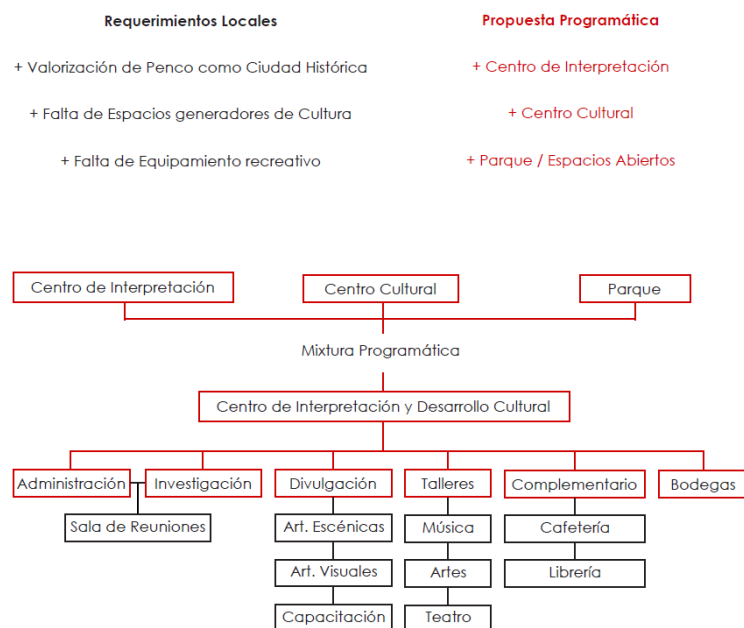 Requerimientos Locales
Propuesta Programática
+ Valorización de Penco como Ciudad Histórica
+ Centro de Interpretación
+ Falta de Espacios generadores de Cultura
+ Centro Cultural
+ Falta de Equipamiento recreativo
+ Parque / Espacios Abiertos
Centro de Interpretación
Centro Cultural
Parque
Mixtura Programática
Centro de Interpretación y Desarrollo Cultural
Administración
Investigación
Divulgación
Talleres
Complementario
Bodegas
Sala de Reuniones
Art. Escénicas
Música
Cafetería
Art. Visuales
Artes
Librería
Capacitación
Teatro